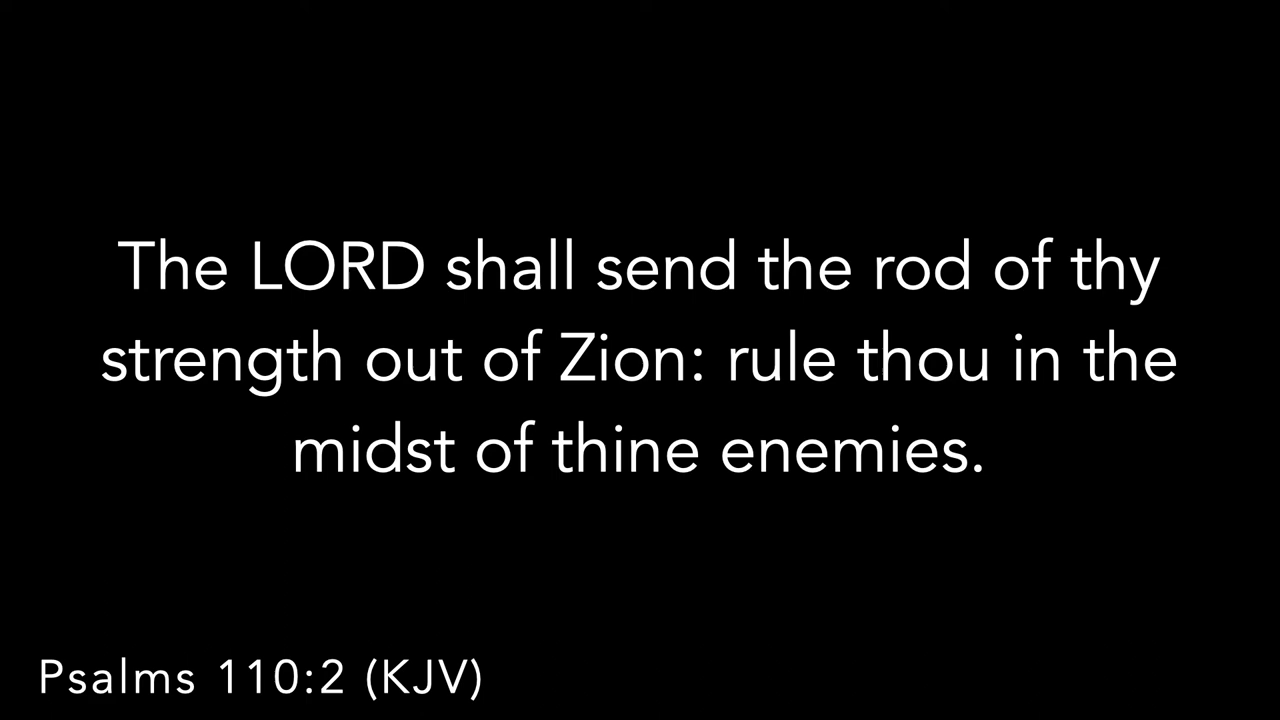 The LORD shall send the rod of thy
strength out of Zion: rule thou in the
midst of thine enemies.
Psalms 110:2 (KJV)